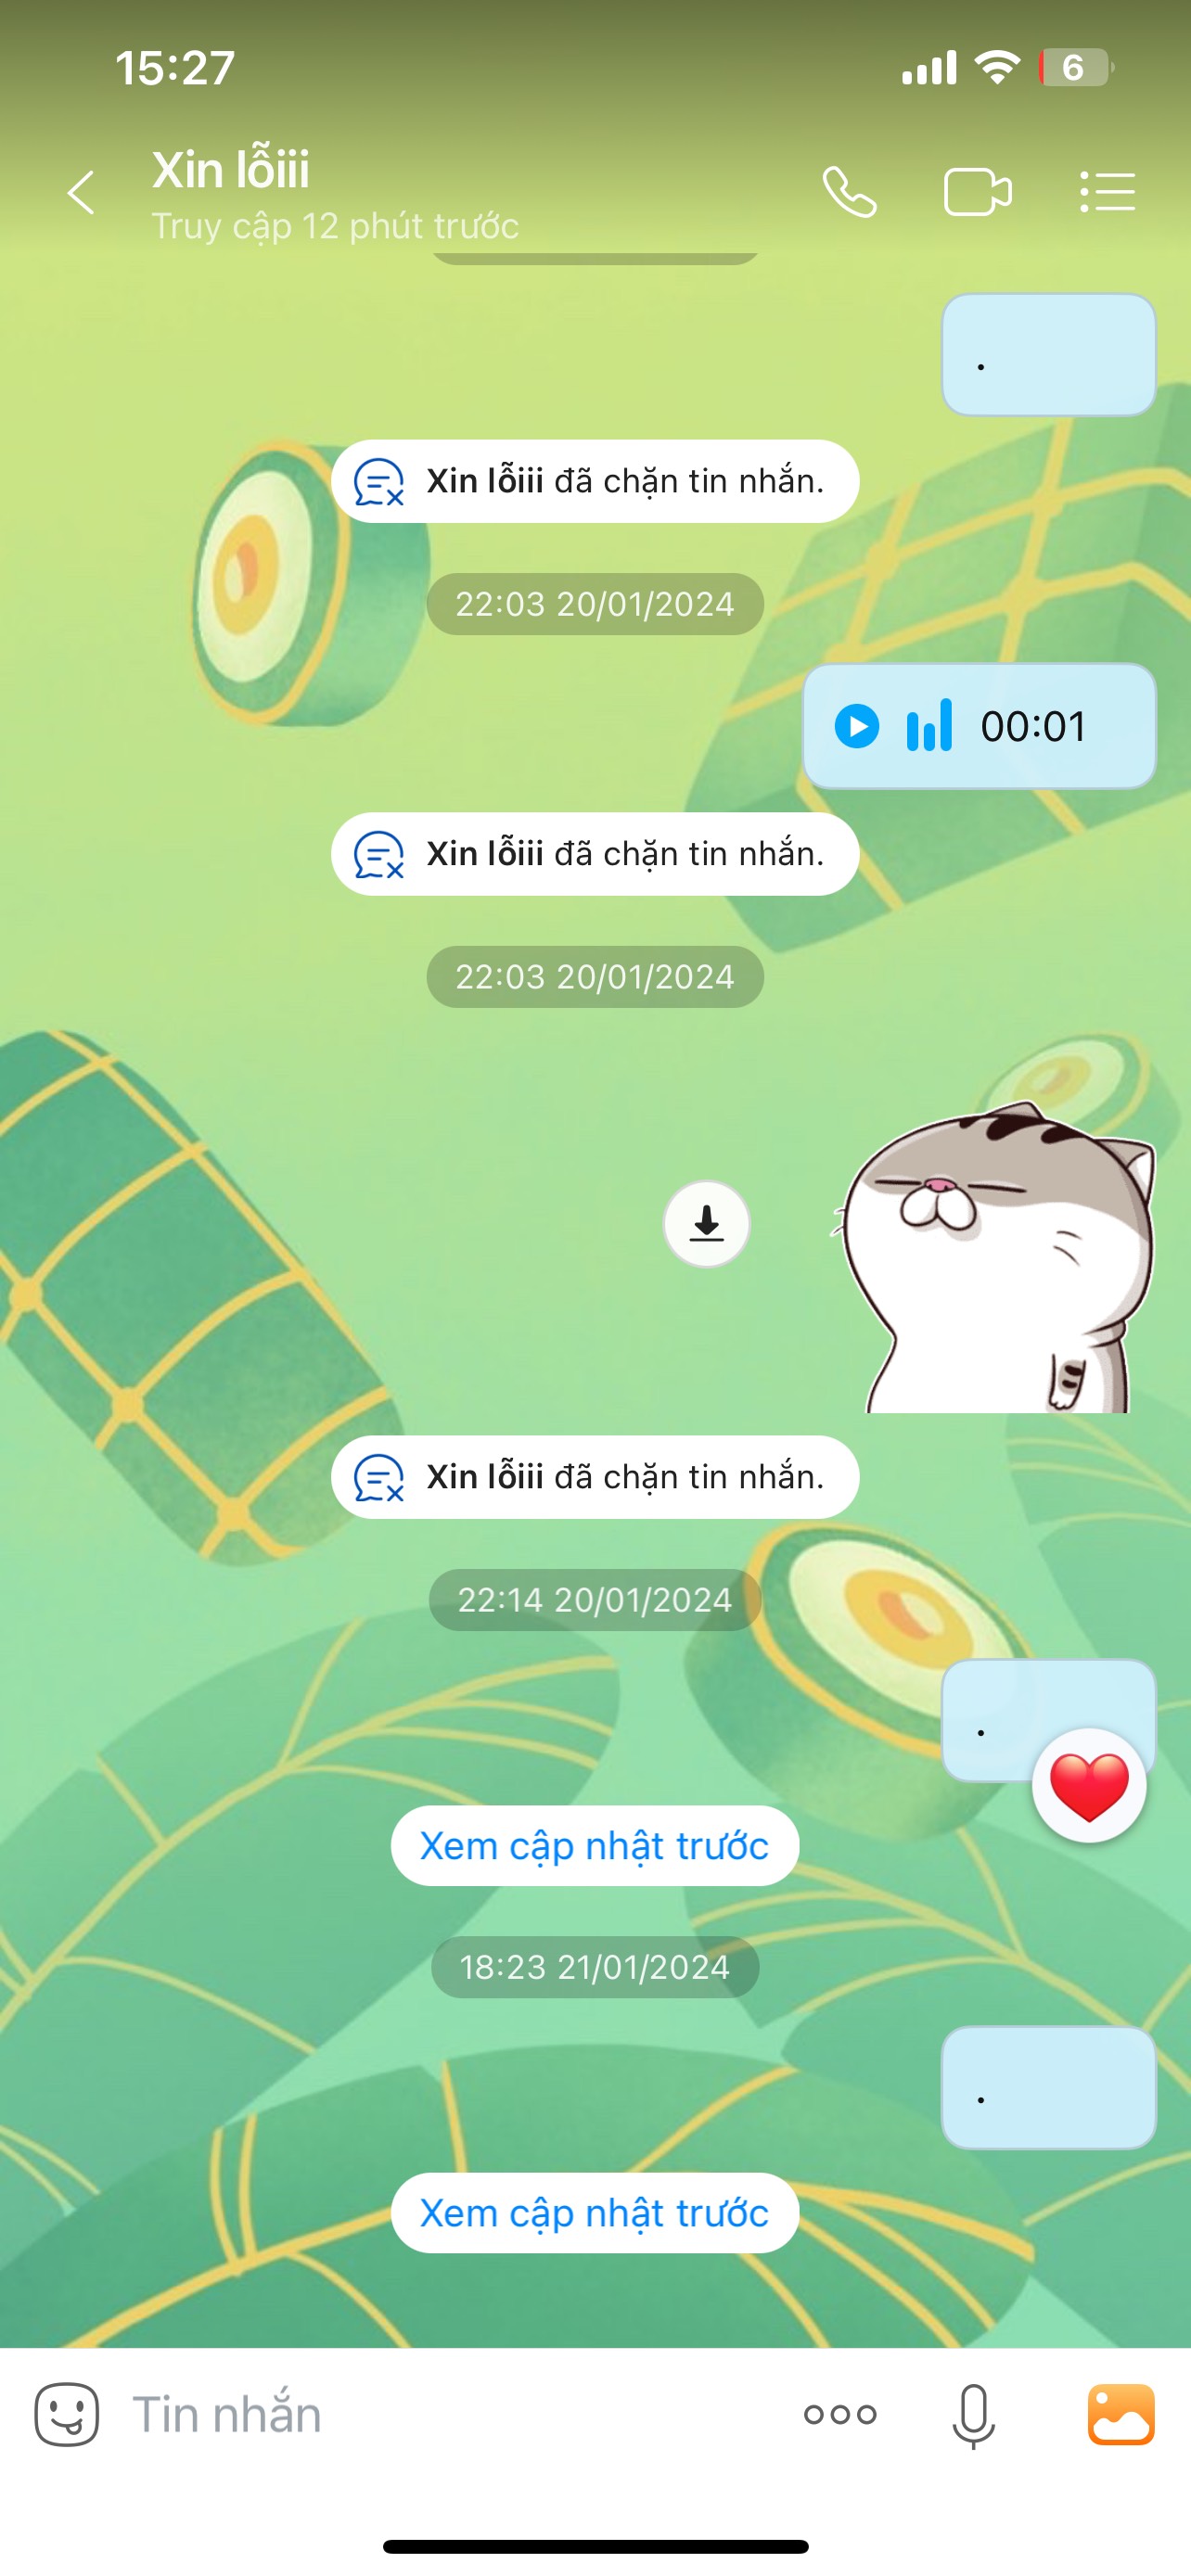 15:27
6
Xin lỗiii
Truy cập 12 phút trước
.
Xin lỗiii đã chặn tin nhắn.
22:03 20/01/2024
00:01
Xin lỗiii đã chặn tin nhắn.
22:03 20/01/2024
Xin lỗiii đã chặn tin nhắn.
22:14 20/01/2024
.
Xem cập nhật trước
18:23 21/01/2024
.
Xem cập nhật trước
Tin nhắn